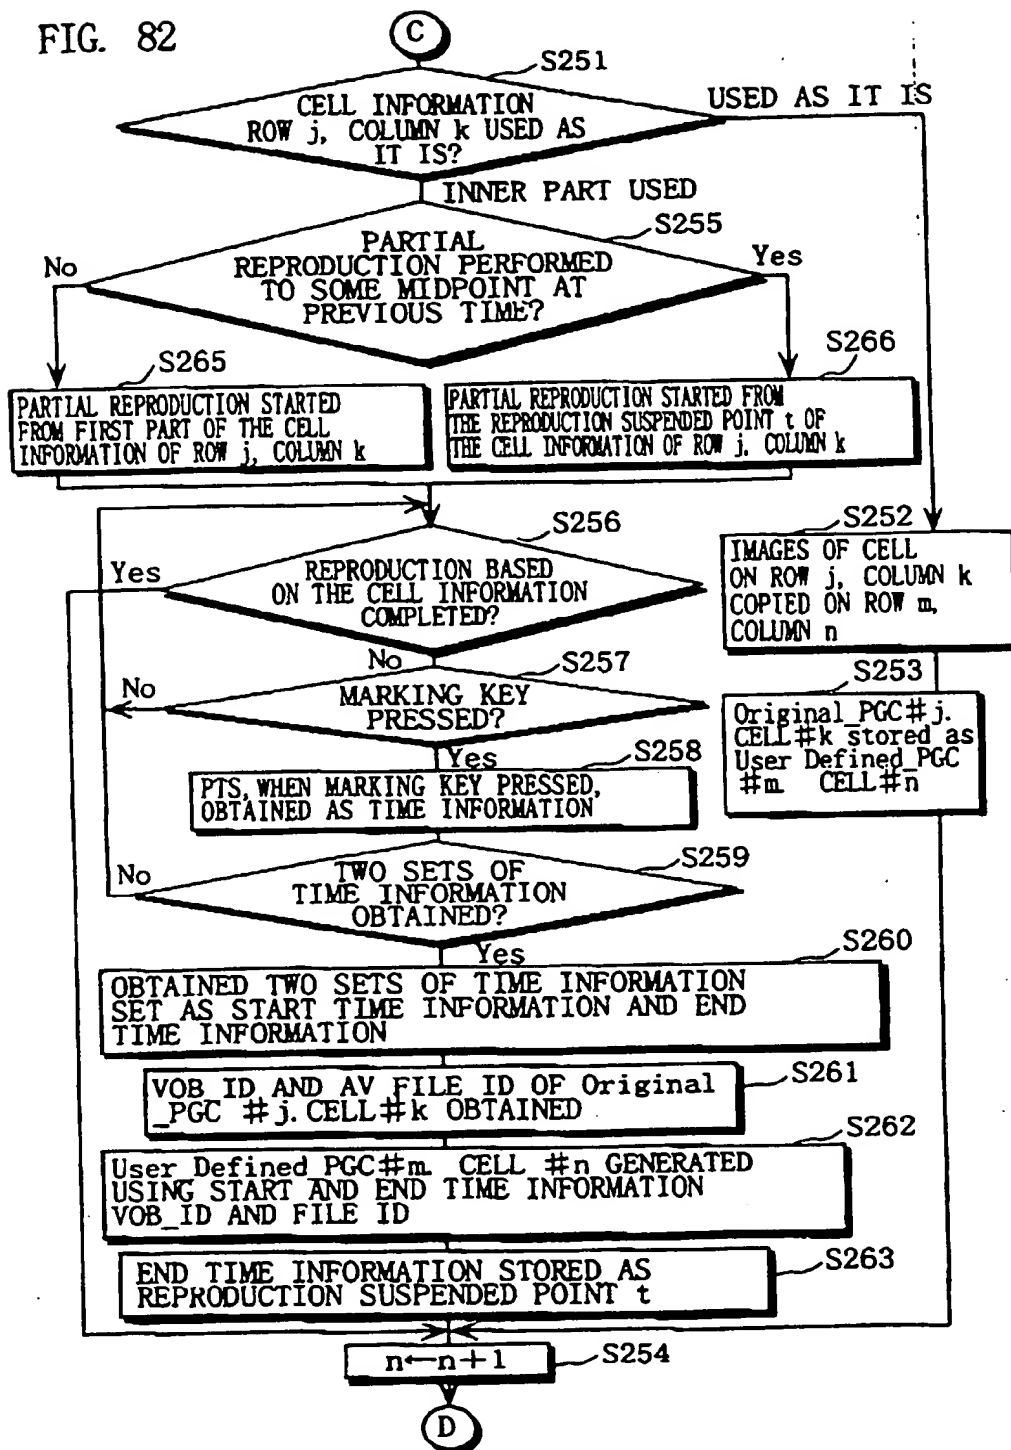 FIG. 82
C
S251
CELL INFORMATION
ROW j, COLUMN k USED AS
IT IS?
USED AS IT IS
INNER PART USED
S255
PARTIAL
REPRODUCTION PERFORMED
TO SOME MIDPOINT AT
PREVIOUS TIME?
No
Yes
S265
PARTIAL REPRODUCTION STARTED
FROM FIRST PART OF THE CELL
INFORMATION OF ROW j, COLUMN k
S266
PARTIAL REPRODUCTION STARTED FROM
THE REPRODUCTION SUSPENDED POINT t OF
THE CELL INFORMATION OF ROW j. COLUMN k
S256
REPRODUCTION BASED
ON THE CELL INFORMATION
COMPLETED?
Yes
No
S252
IMAGES OF CELL
ON ROW j, COLUMN k
COPIED ON ROW m,
COLUMN n
S257
MARKING KEY
PRESSED?
No
Yes
S253
Original_PGC#j.
CELL#k stored as
User Defined_PGC
#m CELL#n
S258
PTS, WHEN MARKING KEY PRESSED,
OBTAINED AS TIME INFORMATION
S259
TWO SETS OF
TIME INFORMATION
OBTAINED?
No
Yes
S260
OBTAINED TWO SETS OF TIME INFORMATION
SET AS START TIME INFORMATION AND END
TIME INFORMATION
S261
VOB_ID AND AV FILE ID OF Original
_PGC #j.CELL#k OBTAINED
S262
User_Defined_PGC#m. CELL #n GENERATED
USING START AND END TIME INFORMATION
VOB_ID AND FILE ID
S263
END TIME INFORMATION STORED AS
REPRODUCTION SUSPENDED POINT t
S254
n←n+1
D